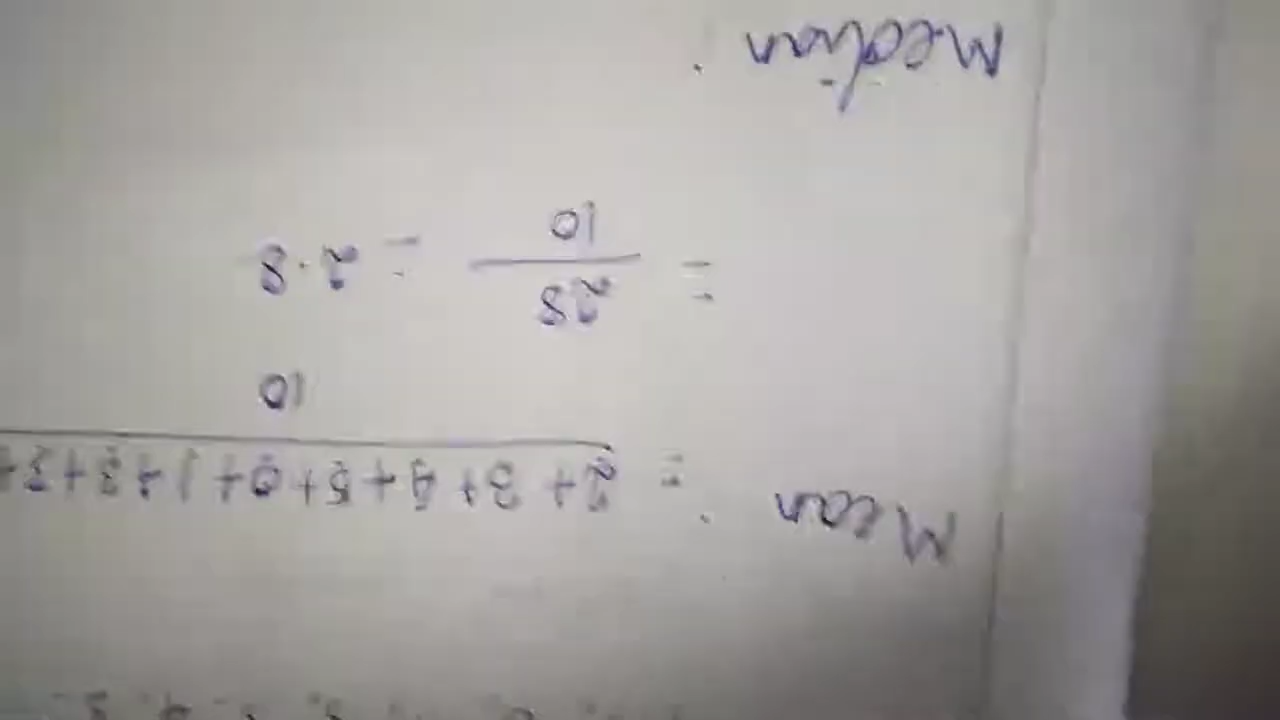 Mean : = 2+3+4+5+0+1+3+3+
10
= 28
10 = 2.8
Median :